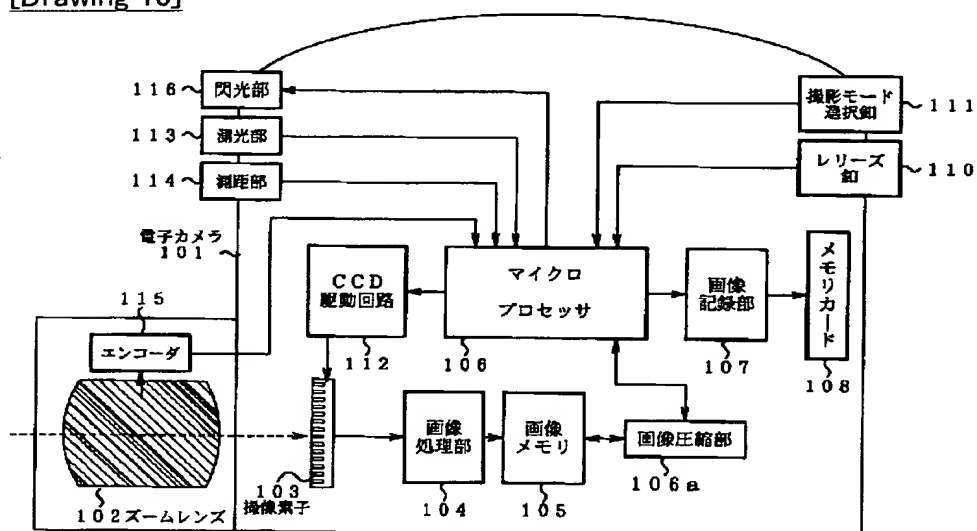 [Drawing 10]
116
閃光部
113
測光部
114
測距部
撮影モード
選択釦
111
レリーズ
釦
110
電子カメラ
101
115
エンコーダ
CCD
駆動回路
112
マイクロ
プロセッサ
106
画像
記録部
107
メモリカード
108
102ズームレンズ
103
撮像素子
画像
処理部
104
画像
メモリ
105
画像圧縮部
106a